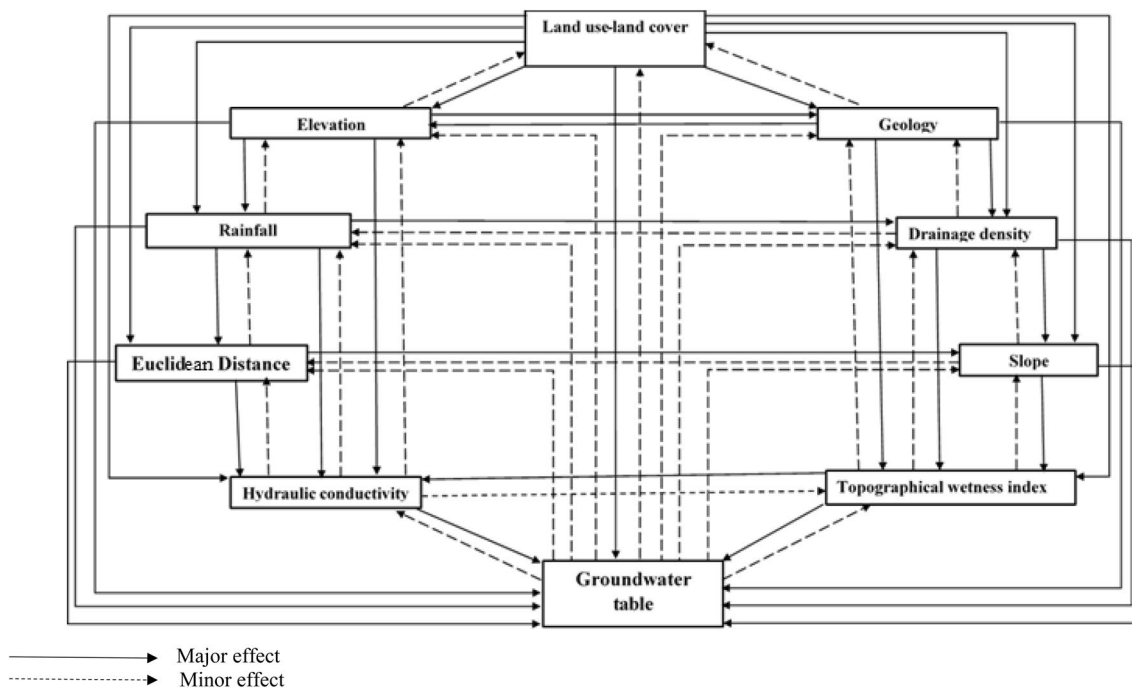 Land use-land cover
Elevation
Geology
Rainfall
Drainage density
Euclidean Distance
Slope
Hydraulic conductivity
Topographical wetness index
Groundwater
table
Major effect
Minor effect